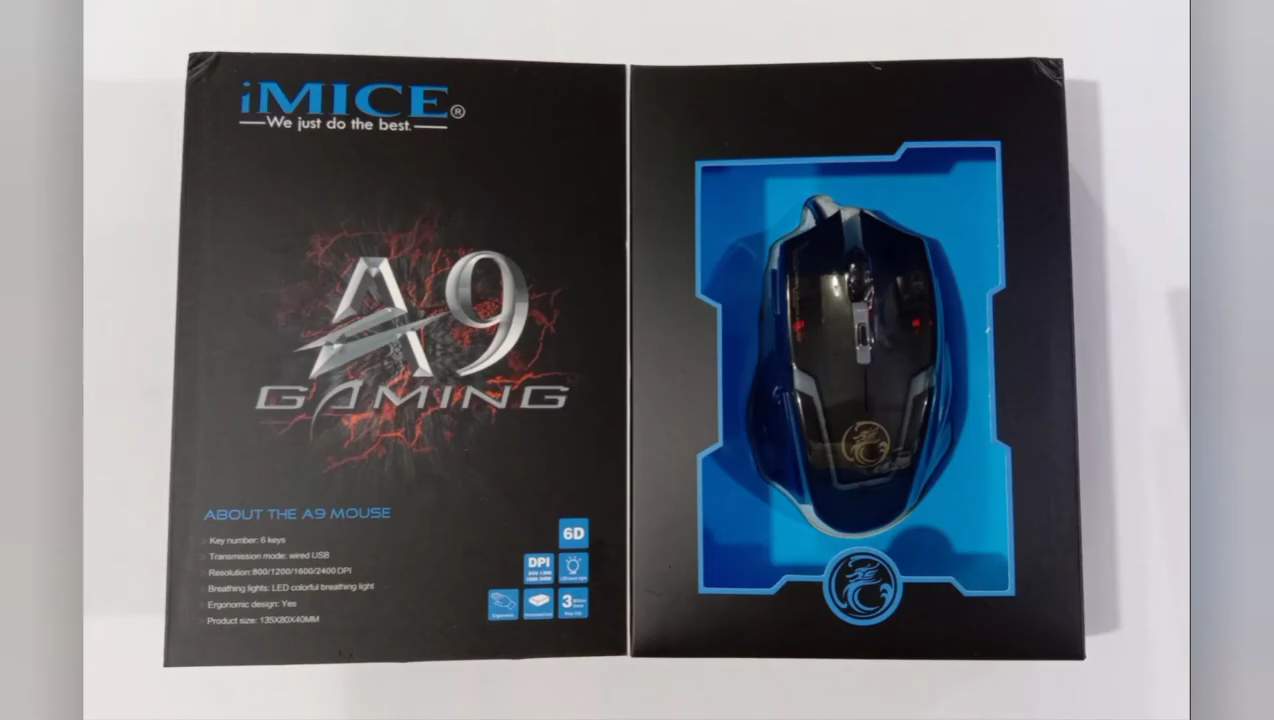 iMICE®
We just do the best.
A9
GAMING
ABOUT THE A9 MOUSE
Key number: 6 keys
Transmission mode: wired USB
Resolution:800/1200/1600/2400 DPI
Breathing lights: LED colorful breathing light
Ergonomic design: Yes
Product size: 135X80X40MM
6D
DPI
3